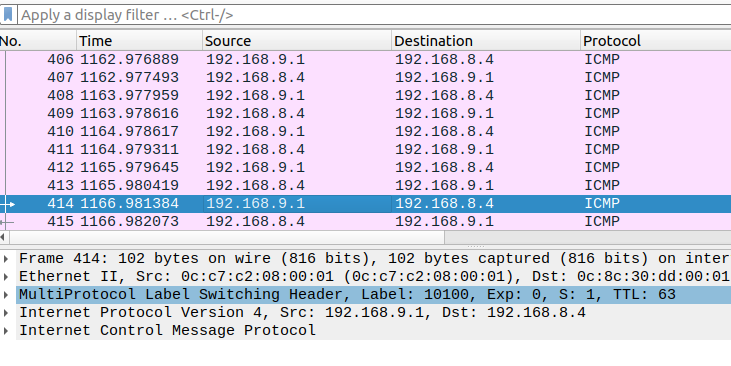 Apply a display filter … <Ctrl-/>
No. Time Source Destination Protocol
406 1162.976889 192.168.9.1 192.168.8.4 ICMP
407 1162.977493 192.168.8.4 192.168.9.1 ICMP
408 1163.977959 192.168.9.1 192.168.8.4 ICMP
409 1163.978616 192.168.8.4 192.168.9.1 ICMP
410 1164.978617 192.168.9.1 192.168.8.4 ICMP
411 1164.979311 192.168.8.4 192.168.9.1 ICMP
412 1165.979645 192.168.9.1 192.168.8.4 ICMP
413 1165.980419 192.168.8.4 192.168.9.1 ICMP
414 1166.981384 192.168.9.1 192.168.8.4 ICMP
415 1166.982073 192.168.8.4 192.168.9.1 ICMP
Frame 414: 102 bytes on wire (816 bits), 102 bytes captured (816 bits) on inter
Ethernet II, Src: 0c:c7:c2:08:00:01 (0c:c7:c2:08:00:01), Dst: 0c:8c:30:dd:00:01
MultiProtocol Label Switching Header, Label: 10100, Exp: 0, S: 1, TTL: 63
Internet Protocol Version 4, Src: 192.168.9.1, Dst: 192.168.8.4
Internet Control Message Protocol